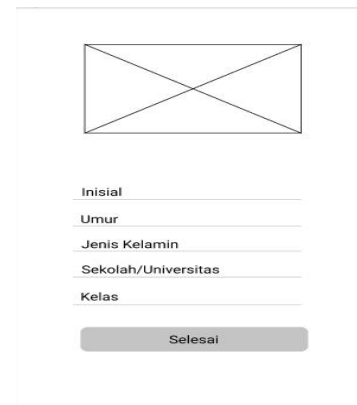 Inisial
Umur
Jenis Kelamin
Sekolah/Universitas
Kelas
Selesai